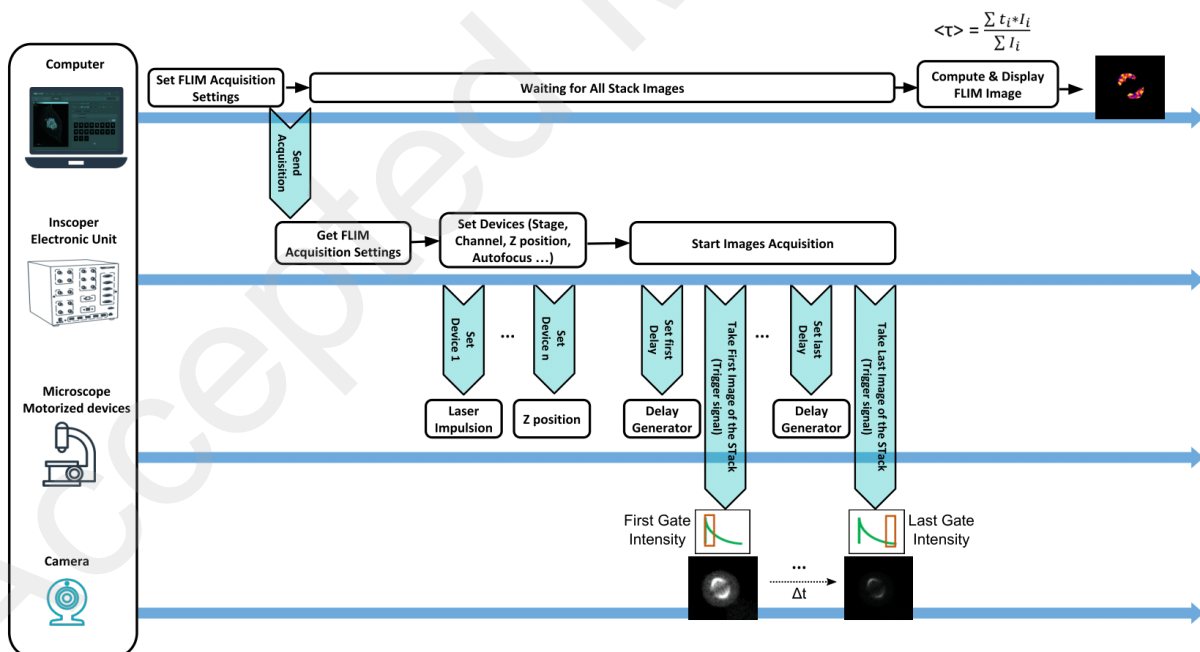 <τ> = ∑ tᵢ*Iᵢ / ∑ Iᵢ
Computer
Set FLIM Acquisition
Settings
Waiting for All Stack Images
Compute & Display
FLIM Image
Send
Acquisition
Inscoper
Electronic Unit
Get FLIM
Acquisition Settings
Set Devices (Stage,
Channel, Z position,
Autofocus ...)
Start Images Acquisition
Set
Device 1
...
Set
Device n
Set first
Delay
Take First Image of the STack
(Trigger signal)
...
Set last
Delay
Take Last Image of the STack
(Trigger signal)
Microscope
Motorized devices
Laser
Impulsion
Z position
Delay
Generator
Delay
Generator
First Gate
Intensity
Last Gate
Intensity
Camera
...
Δt
Accepted